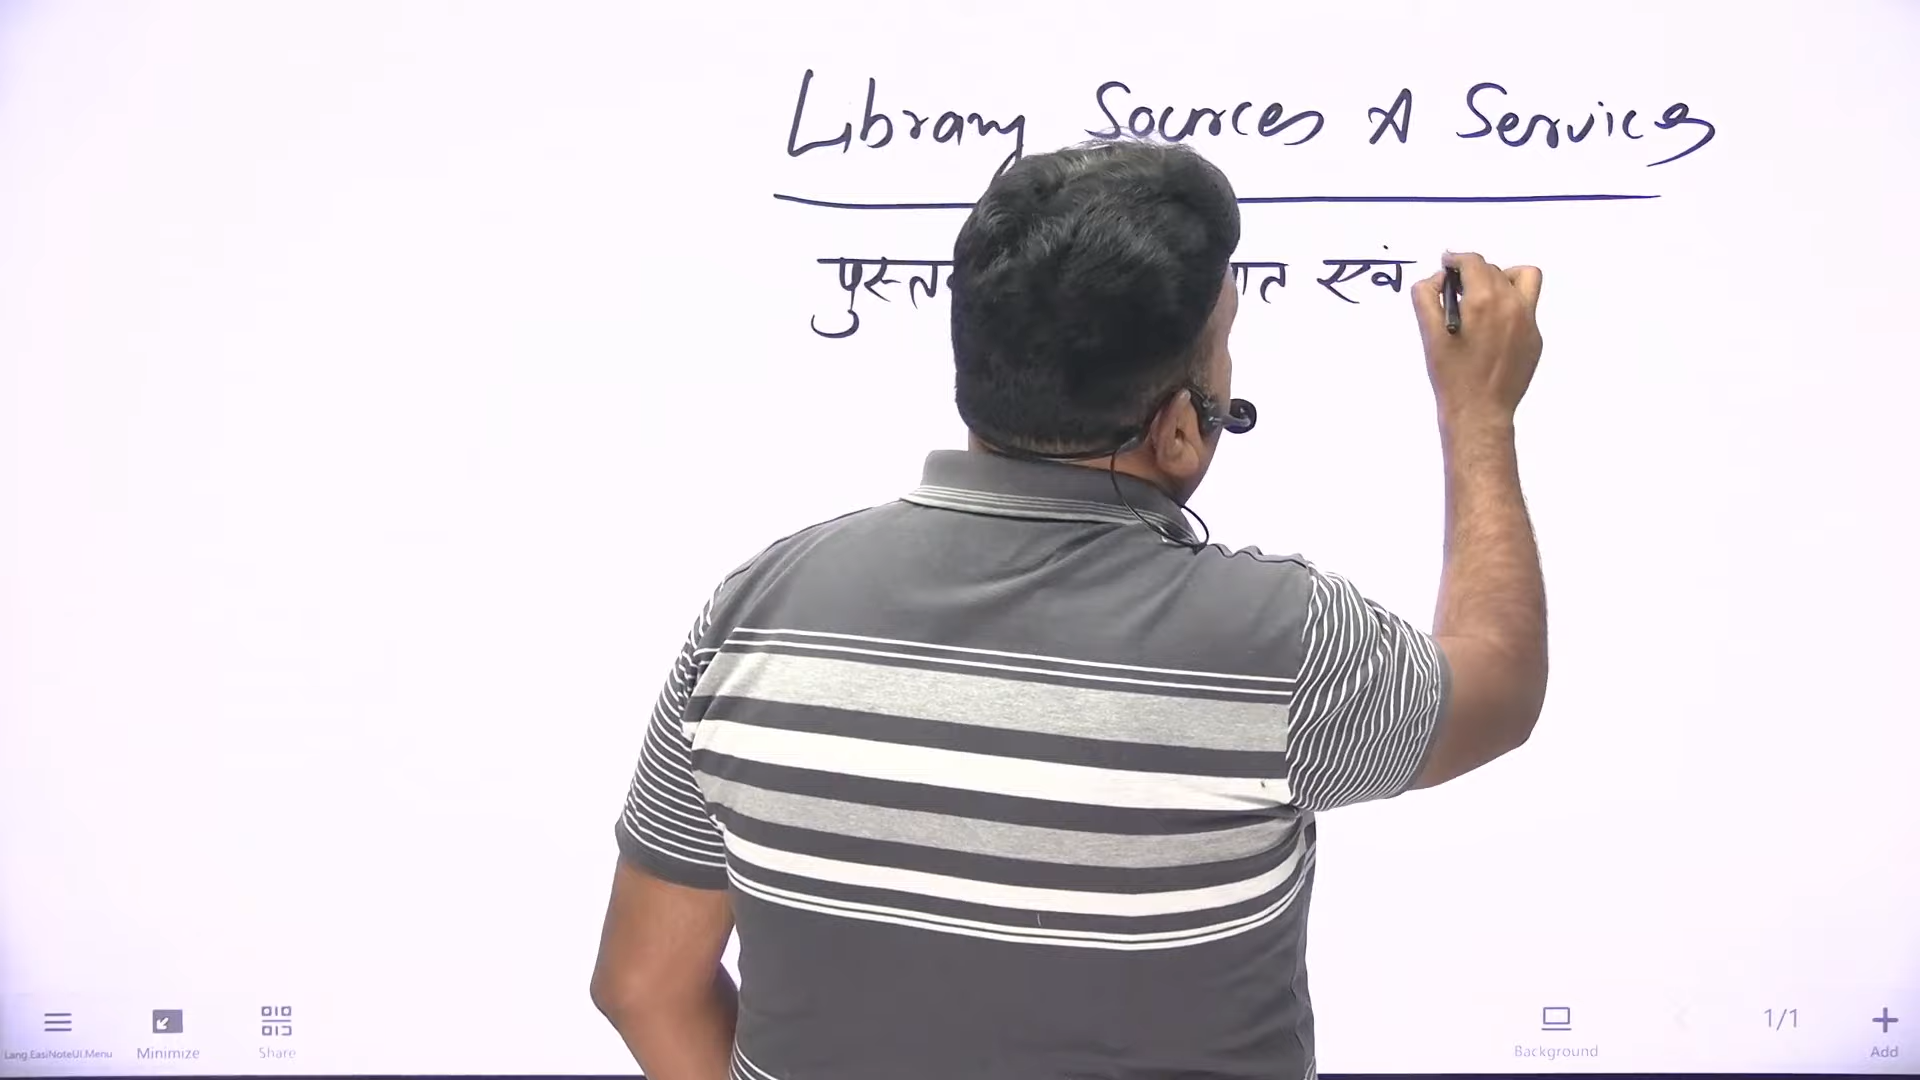 Library Sources & Services
पुस्त ात एवं
Lang.EasiNoteUI.Menu
Minimize
Share
Background
1/1
Add